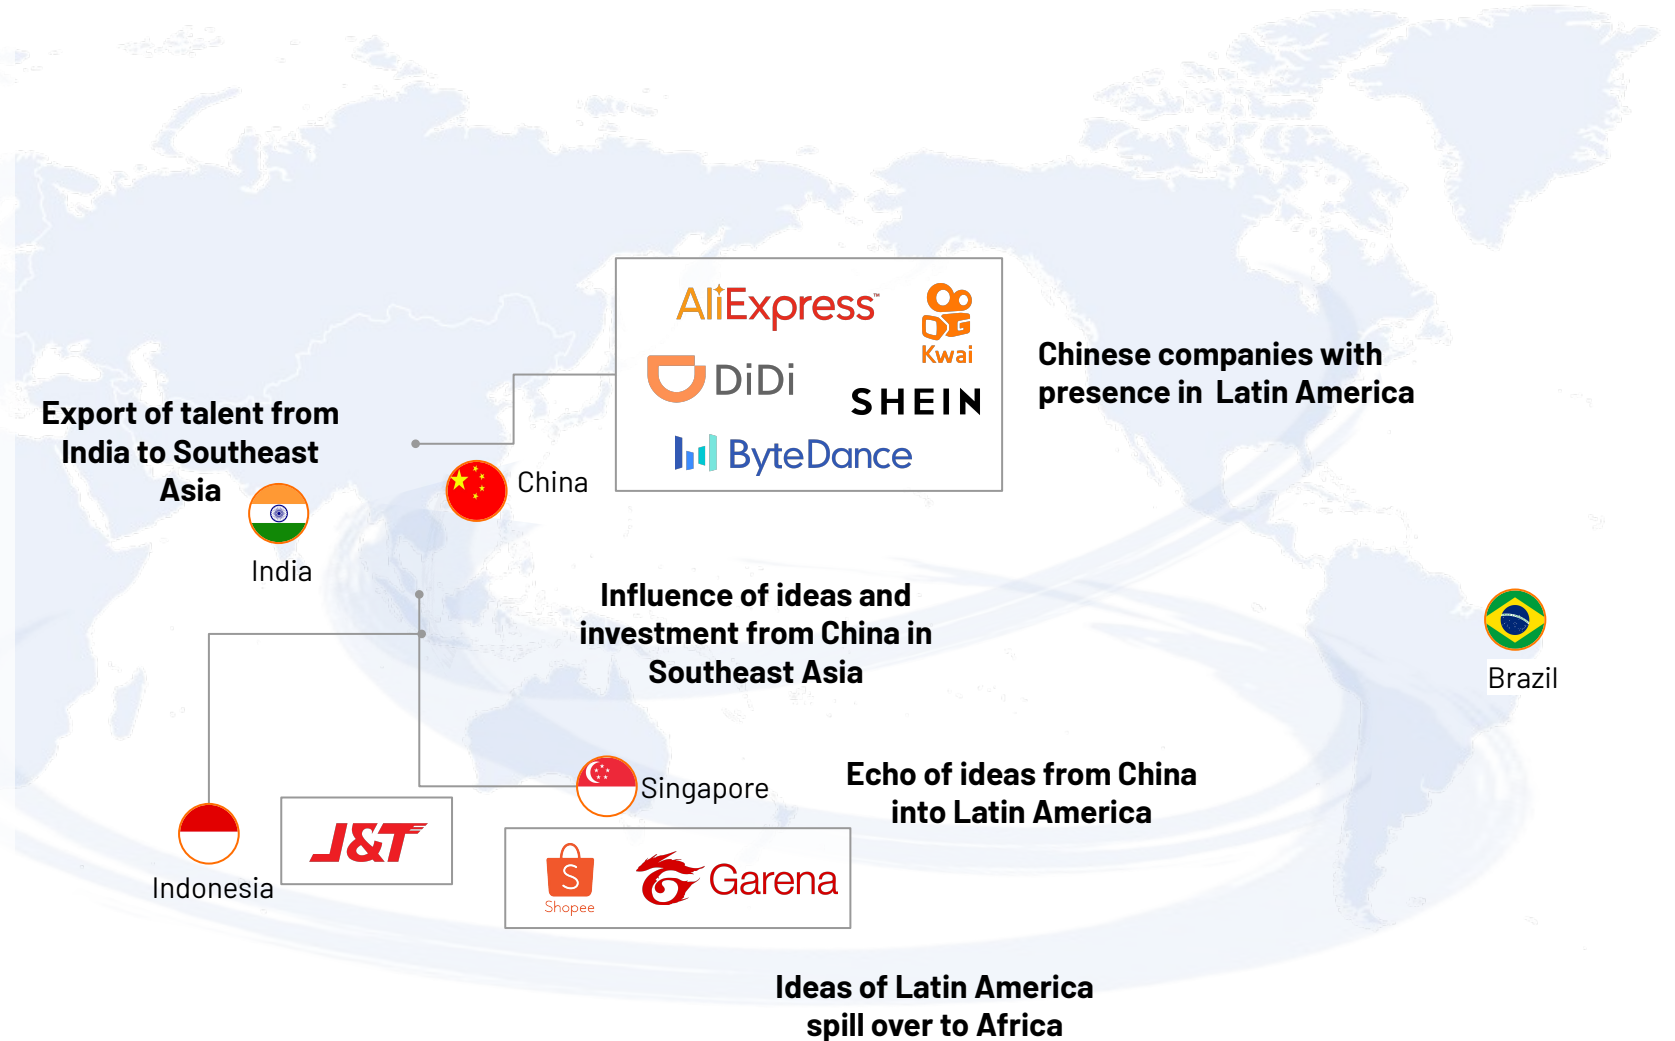 AliExpress™
Kwai
DiDi
SHEIN
ByteDance
Chinese companies with
presence in Latin America
Export of talent from
India to Southeast
Asia
China
India
Influence of ideas and
investment from China in
Southeast Asia
Brazil
Singapore
Echo of ideas from China
into Latin America
J&T
Indonesia
S
Shopee
Garena
Ideas of Latin America
spill over to Africa